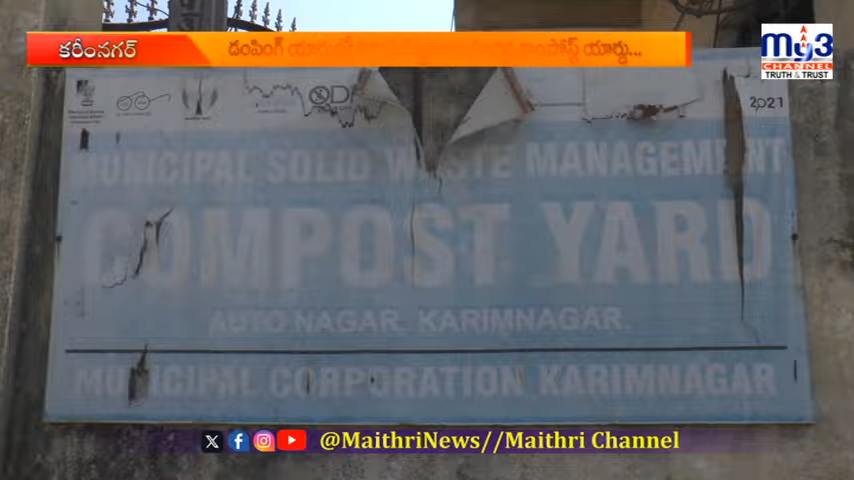 కరీంనగర్
డంపింగ్ యార్డులో
యార్డు...
My3
CHANNEL
TRUTH & TRUST
2021
MUNICIPAL SOLID WASTE MANAGEMENT
COMPOST YARD
AUTO NAGAR, KARIMNAGAR.
MUNICIPAL CORPORATION KARIMNAGAR
@MaithriNews//Maithri Channel